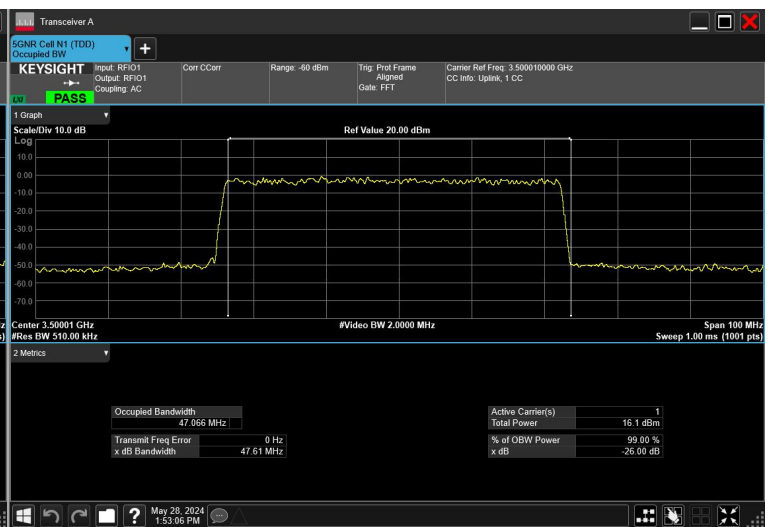 Transceiver A
5GNR Cell N1 (TDD)
Occupied BW
+
KEYSIGHT
LXI
PASS
Input: RFIO1
Output: RFIO1
Coupling: AC
Corr CCorr
Range: -60 dBm
Trig: Prot Frame
Aligned
Gate: FFT
Carrier Ref Freq: 3.500010000 GHz
CC Info: Uplink, 1 CC
1 Graph
Scale/Div 10.0 dB
Ref Value 20.00 dBm
Log
10.0
0.00
-10.0
-20.0
-30.0
-40.0
-50.0
-60.0
-70.0
Center 3.50001 GHz
#Video BW 2.0000 MHz
Span 100 MHz
#Res BW 510.00 kHz
Sweep 1.00 ms (1001 pts)
2 Metrics
Occupied Bandwidth
47.066 MHz
Transmit Freq Error 0 Hz
x dB Bandwidth 47.61 MHz
Active Carrier(s) 1
Total Power 16.1 dBm
% of OBW Power 99.00 %
x dB -26.00 dB
?
May 28, 2024
1:53:06 PM